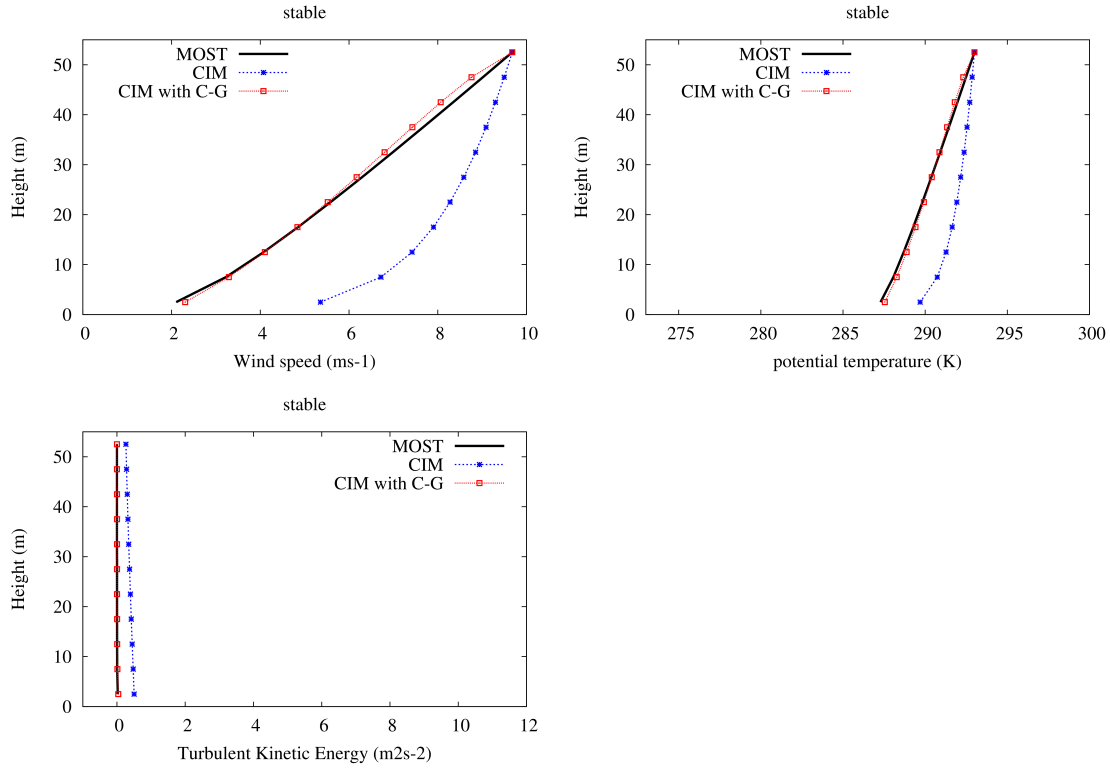 stable
MOST
CIM
CIM with C-G
Height (m)
50
40
30
20
10
0
0 2 4 6 8 10
Wind speed (ms-1)
stable
MOST
CIM
CIM with C-G
Height (m)
50
40
30
20
10
0
275 280 285 290 295 300
potential temperature (K)
stable
MOST
CIM
CIM with C-G
Height (m)
50
40
30
20
10
0
0 2 4 6 8 10 12
Turbulent Kinetic Energy (m2s-2)